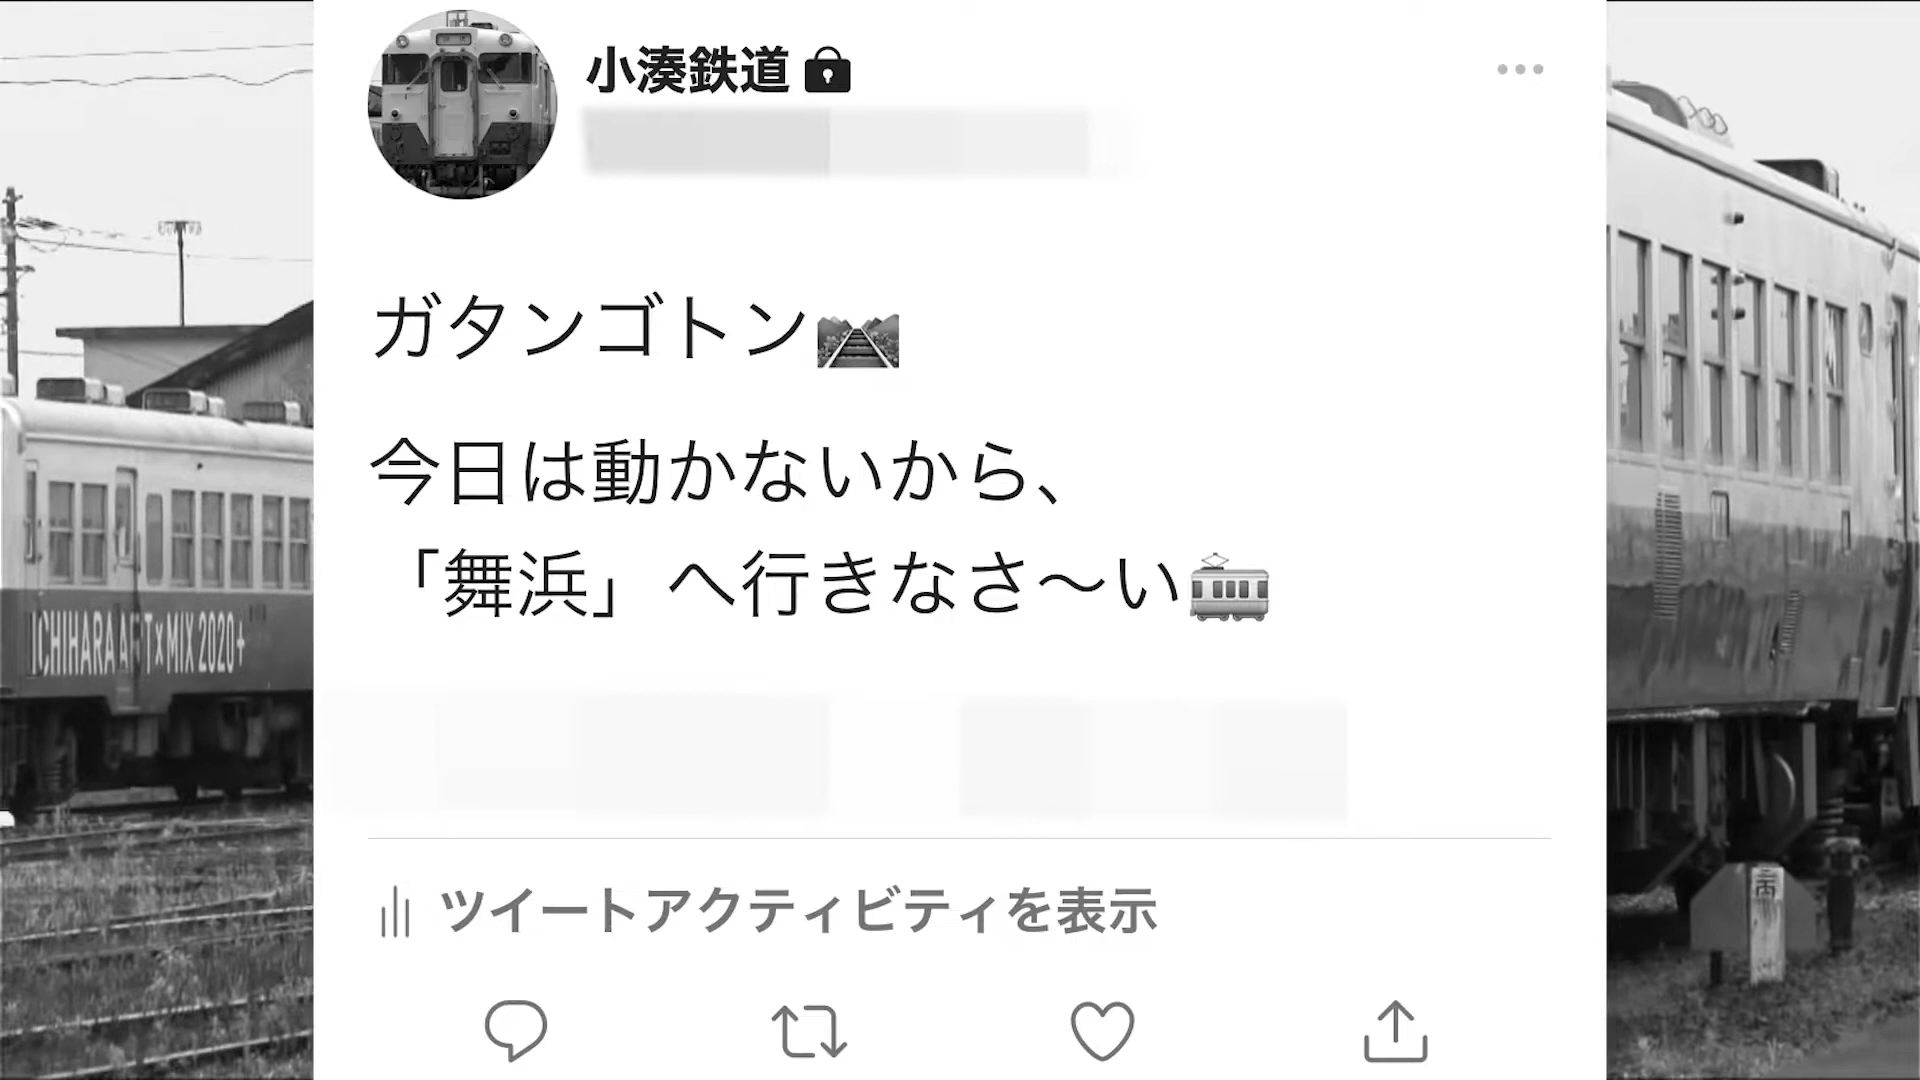 小湊鉄道🔒
ガタンゴトン🛤️
今日は動かないから、
「舞浜」へ行きなさ〜い🚃
ツイートアクティビティを表示
ICHIHARA ART×MIX 2020+